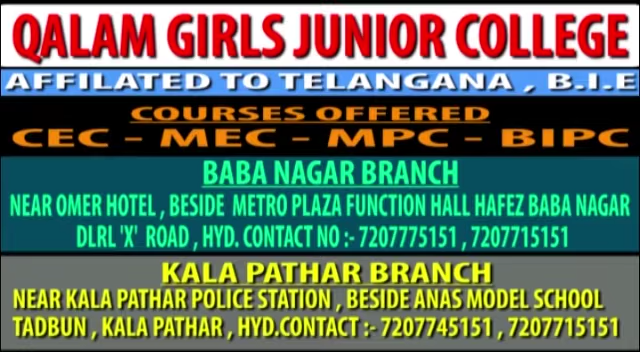 QALAM GIRLS JUNIOR COLLEGE
AFFILATED TO TELANGANA , B.I.E
COURSES OFFERED
CEC - MEC - MPC - BIPC
BABA NAGAR BRANCH
NEAR OMER HOTEL , BESIDE METRO PLAZA FUNCTION HALL HAFEZ BABA NAGAR
DLRL 'X' ROAD , HYD. CONTACT NO :- 7207775151 , 7207715151
KALA PATHAR BRANCH
NEAR KALA PATHAR POLICE STATION , BESIDE ANAS MODEL SCHOOL
TADBUN , KALA PATHAR , HYD.CONTACT :- 7207745151 , 7207715151